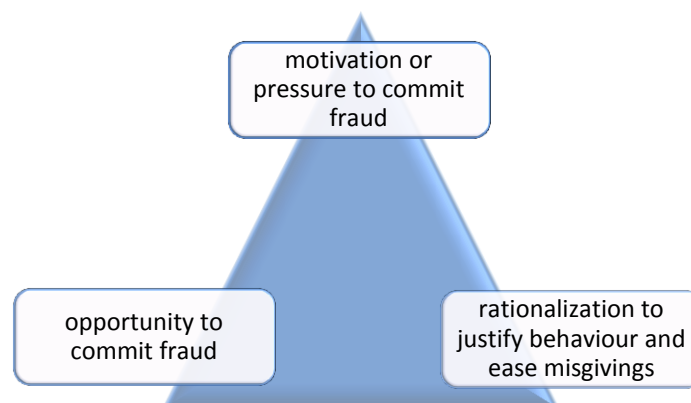 motivation or
pressure to commit
fraud
opportunity to
commit fraud
rationalization to
justify behaviour and
ease misgivings